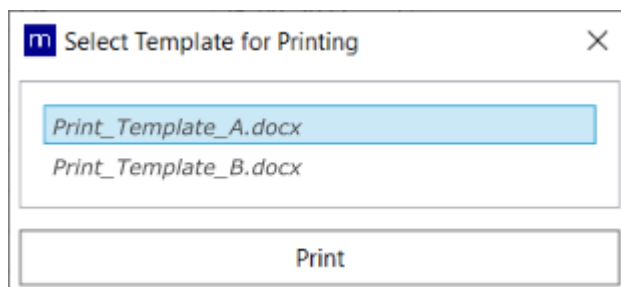 m Select Template for Printing
Print_Template_A.docx
Print_Template_B.docx
Print